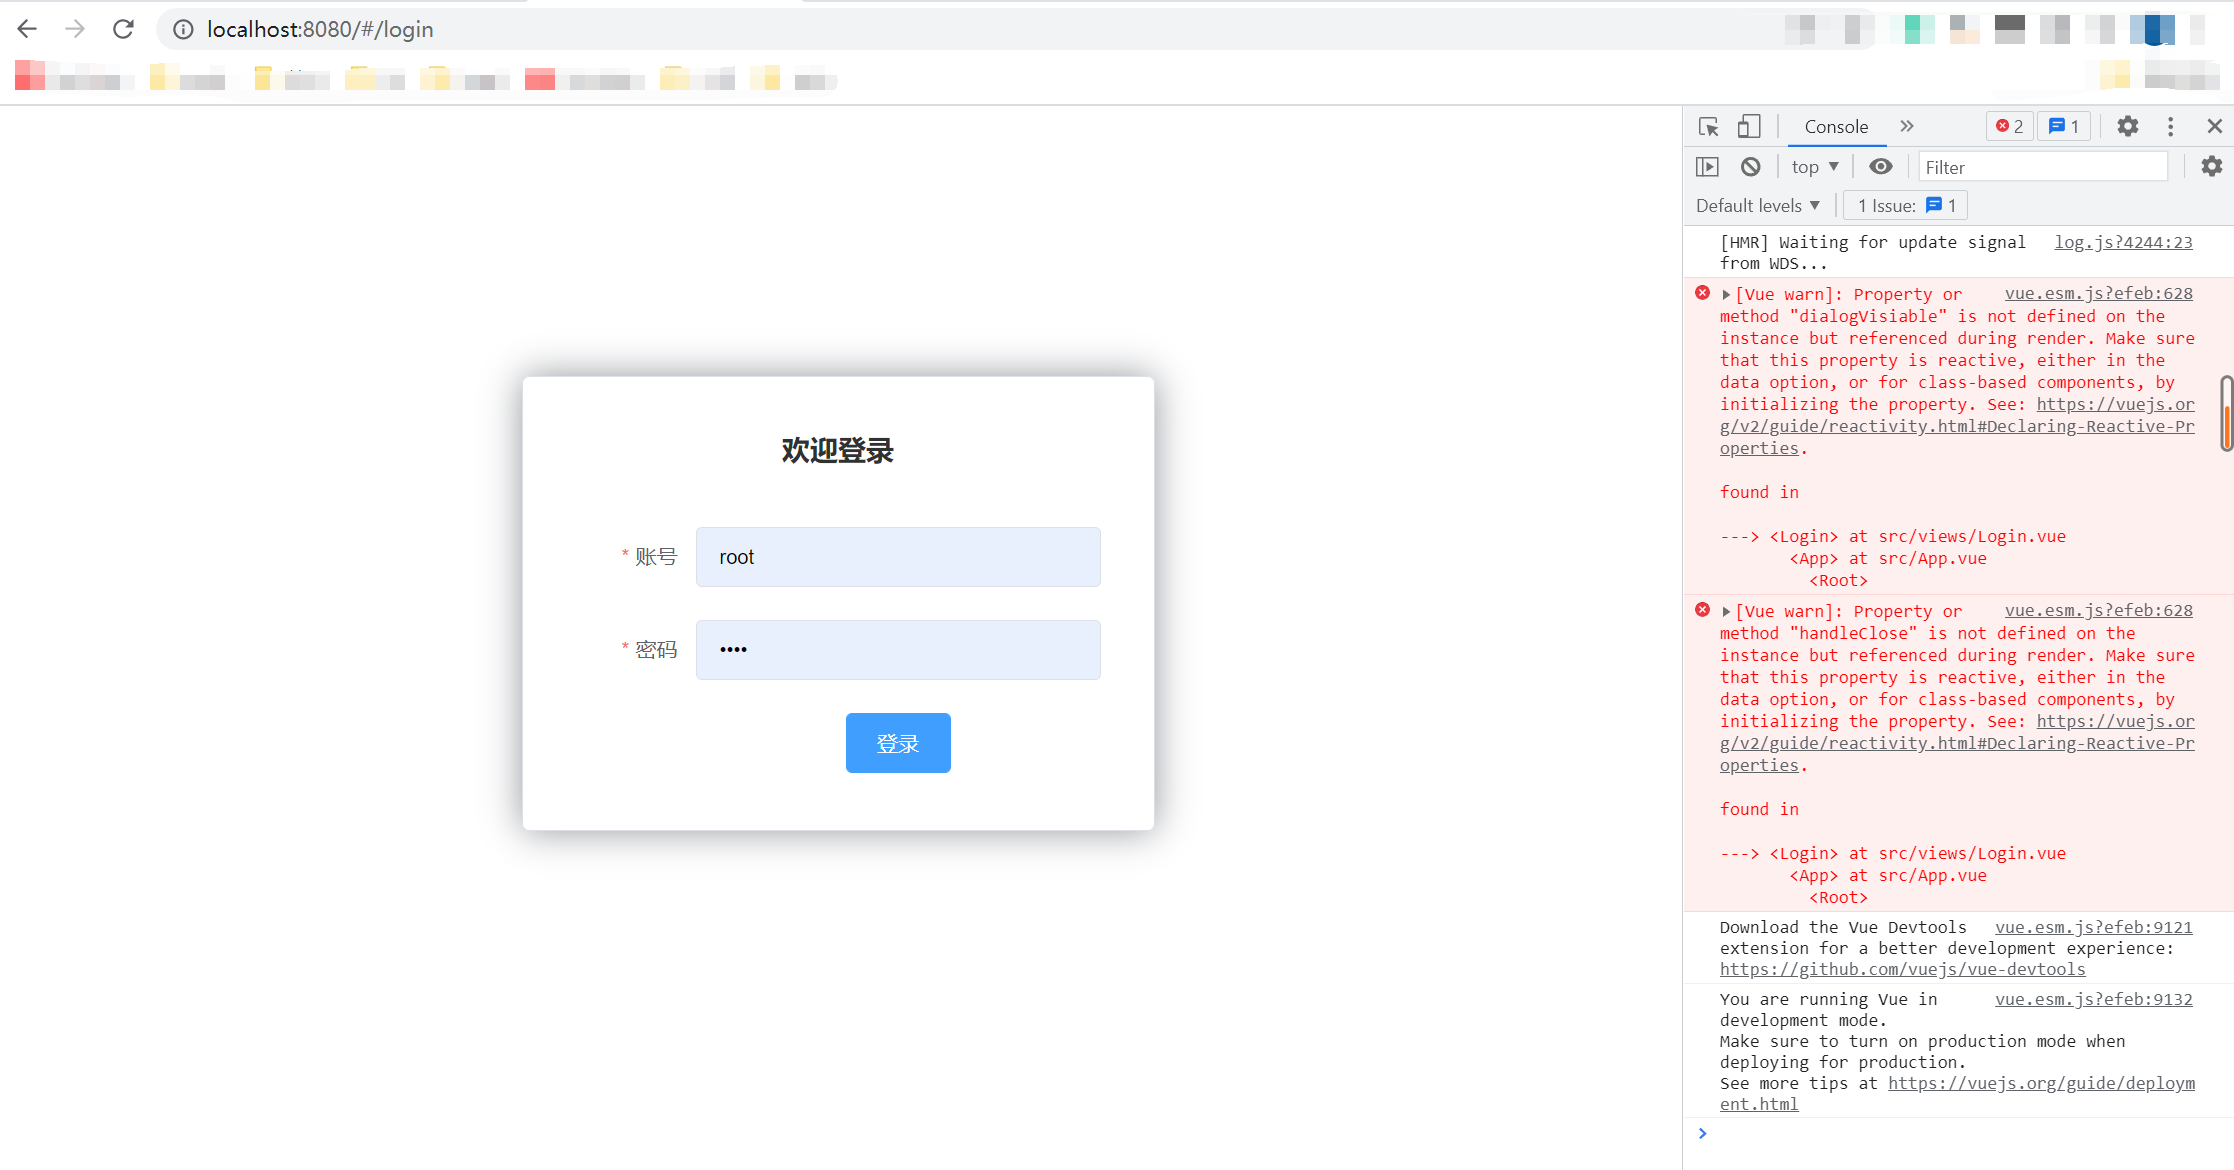 localhost:8080/#/login
Console
2
1
top
Filter
Default levels
1 Issue:
1
欢迎登录
* 账号
root
* 密码
••••
登录
[HMR] Waiting for update signal log.js?4244:23
from WDS...
[Vue warn]: Property or vue.esm.js?efeb:628
method "dialogVisiable" is not defined on the
instance but referenced during render. Make sure
that this property is reactive, either in the
data option, or for class-based components, by
initializing the property. See: https://vuejs.or
g/v2/guide/reactivity.html#Declaring-Reactive-Pr
operties.
found in
---> <Login> at src/views/Login.vue
<App> at src/App.vue
<Root>
[Vue warn]: Property or vue.esm.js?efeb:628
method "handleClose" is not defined on the
instance but referenced during render. Make sure
that this property is reactive, either in the
data option, or for class-based components, by
initializing the property. See: https://vuejs.or
g/v2/guide/reactivity.html#Declaring-Reactive-Pr
operties.
found in
---> <Login> at src/views/Login.vue
<App> at src/App.vue
<Root>
Download the Vue Devtools vue.esm.js?efeb:9121
extension for a better development experience:
https://github.com/vuejs/vue-devtools
You are running Vue in vue.esm.js?efeb:9132
development mode.
Make sure to turn on production mode when
deploying for production.
See more tips at https://vuejs.org/guide/deploym
ent.html